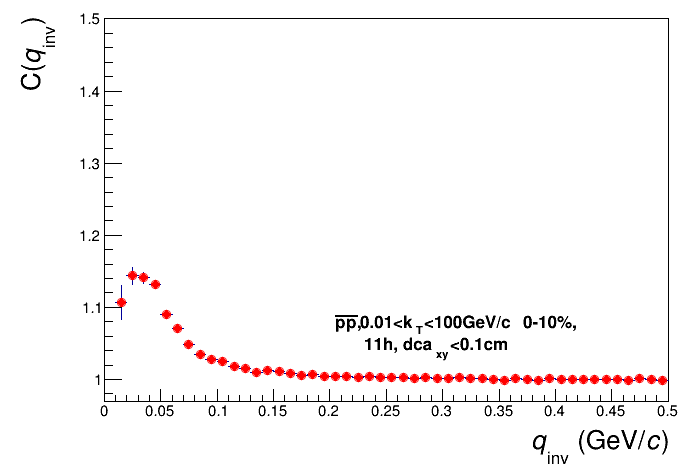 C(q_inv)
1.5
1.4
1.3
1.2
1.1
1
p̅p̅,0.01<k_T<100GeV/c 0-10%,
11h, dca_xy<0.1cm
0 0.05 0.1 0.15 0.2 0.25 0.3 0.35 0.4 0.45 0.5
q_inv (GeV/c)